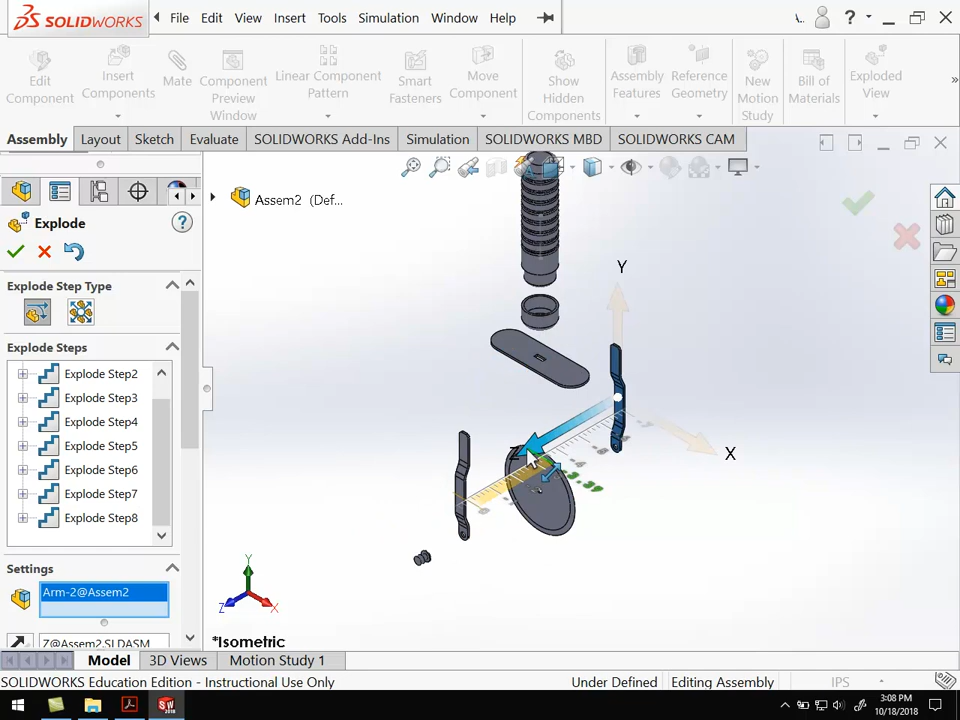 SOLIDWORKS File Edit View Insert Tools Simulation Window Help ?
Edit Component
Insert Components
Mate
Component Preview Window
Linear Component Pattern
Smart Fasteners
Move Component
Show Hidden Components
Assembly Features
Reference Geometry
New Motion Study
Bill of Materials
Exploded View
Assembly Layout Sketch Evaluate SOLIDWORKS Add-Ins Simulation SOLIDWORKS MBD SOLIDWORKS CAM
Assem2 (Def...
Explode ?
Explode Step Type
Explode Steps
Explode Step2
Explode Step3
Explode Step4
Explode Step5
Explode Step6
Explode Step7
Explode Step8
Settings
Arm-2@Assem2
Z@Assem2.SLDASM
Y
X
Z
Y
Z
X
*Isometric
Model 3D Views Motion Study 1
SOLIDWORKS Education Edition - Instructional Use Only Under Defined Editing Assembly IPS
3:08 PM
10/18/2018